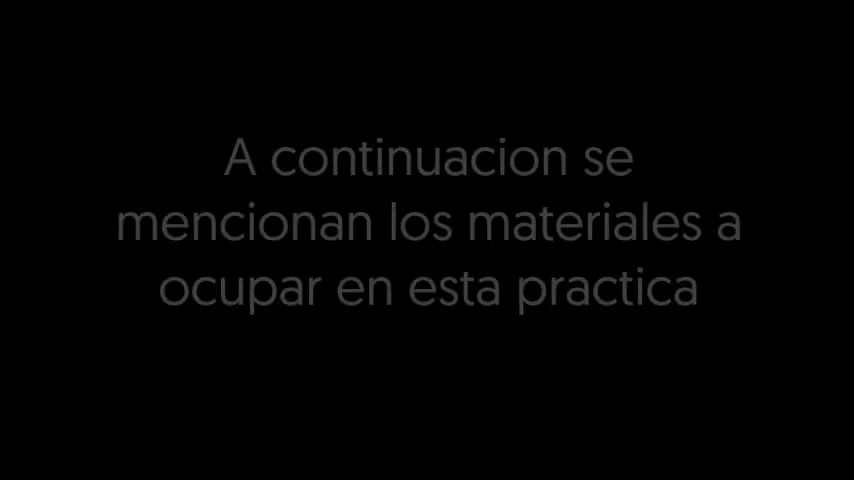 A continuacion se
mencionan los materiales a
ocupar en esta practica